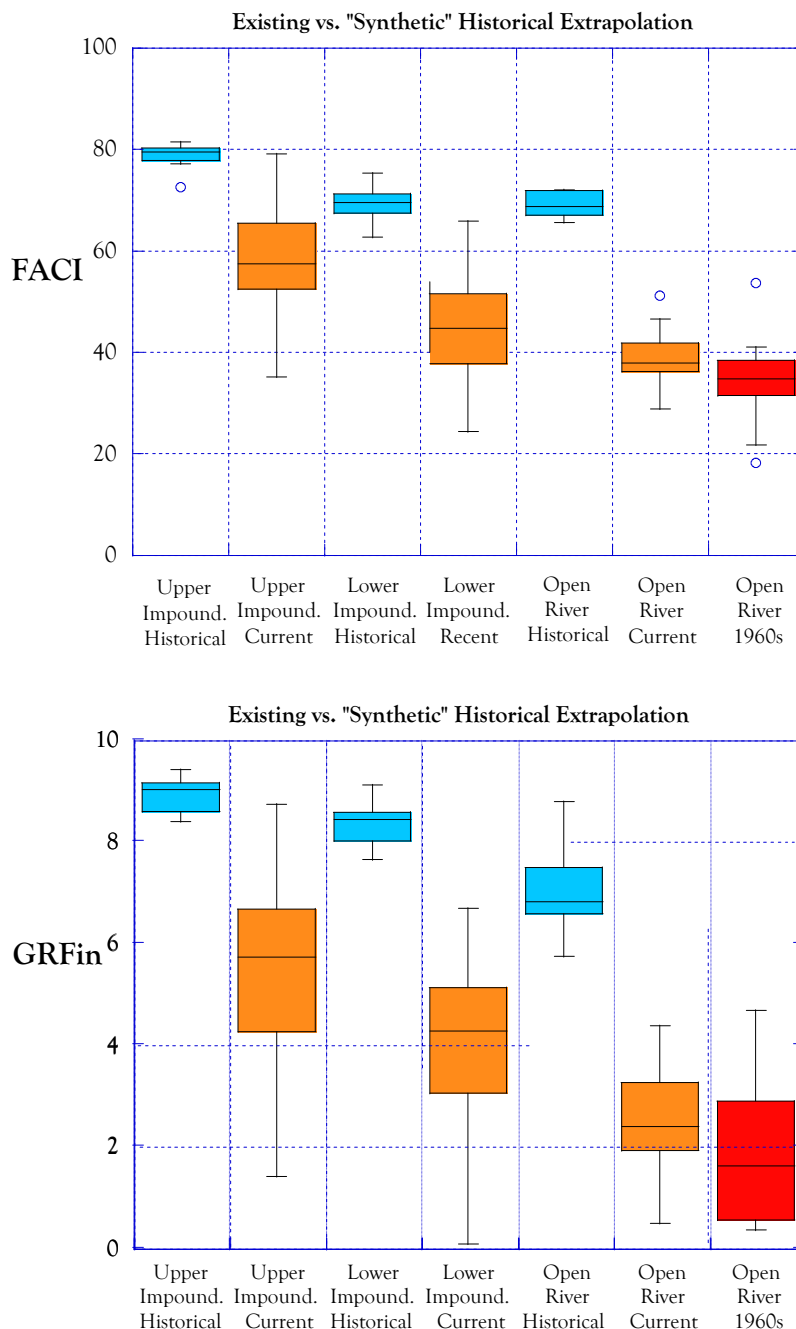 Existing vs. "Synthetic" Historical Extrapolation
100
80
60
FACI
40
20
0
Upper
Impound.
Historical
Upper
Impound.
Current
Lower
Impound.
Historical
Lower
Impound.
Recent
Open
River
Historical
Open
River
Current
Open
River
1960s
Existing vs. "Synthetic" Historical Extrapolation
10
8
6
GRFin
4
2
0
Upper
Impound.
Historical
Upper
Impound.
Current
Lower
Impound.
Historical
Lower
Impound.
Current
Open
River
Historical
Open
River
Current
Open
River
1960s